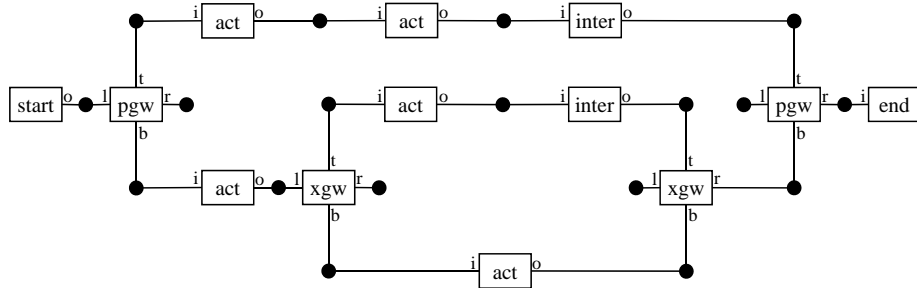 i act o i act o i inter o
t t
start o l pgw r i act o i inter o l pgw r i end
b t t b
i act o l xgw r l xgw r
b b
i act o